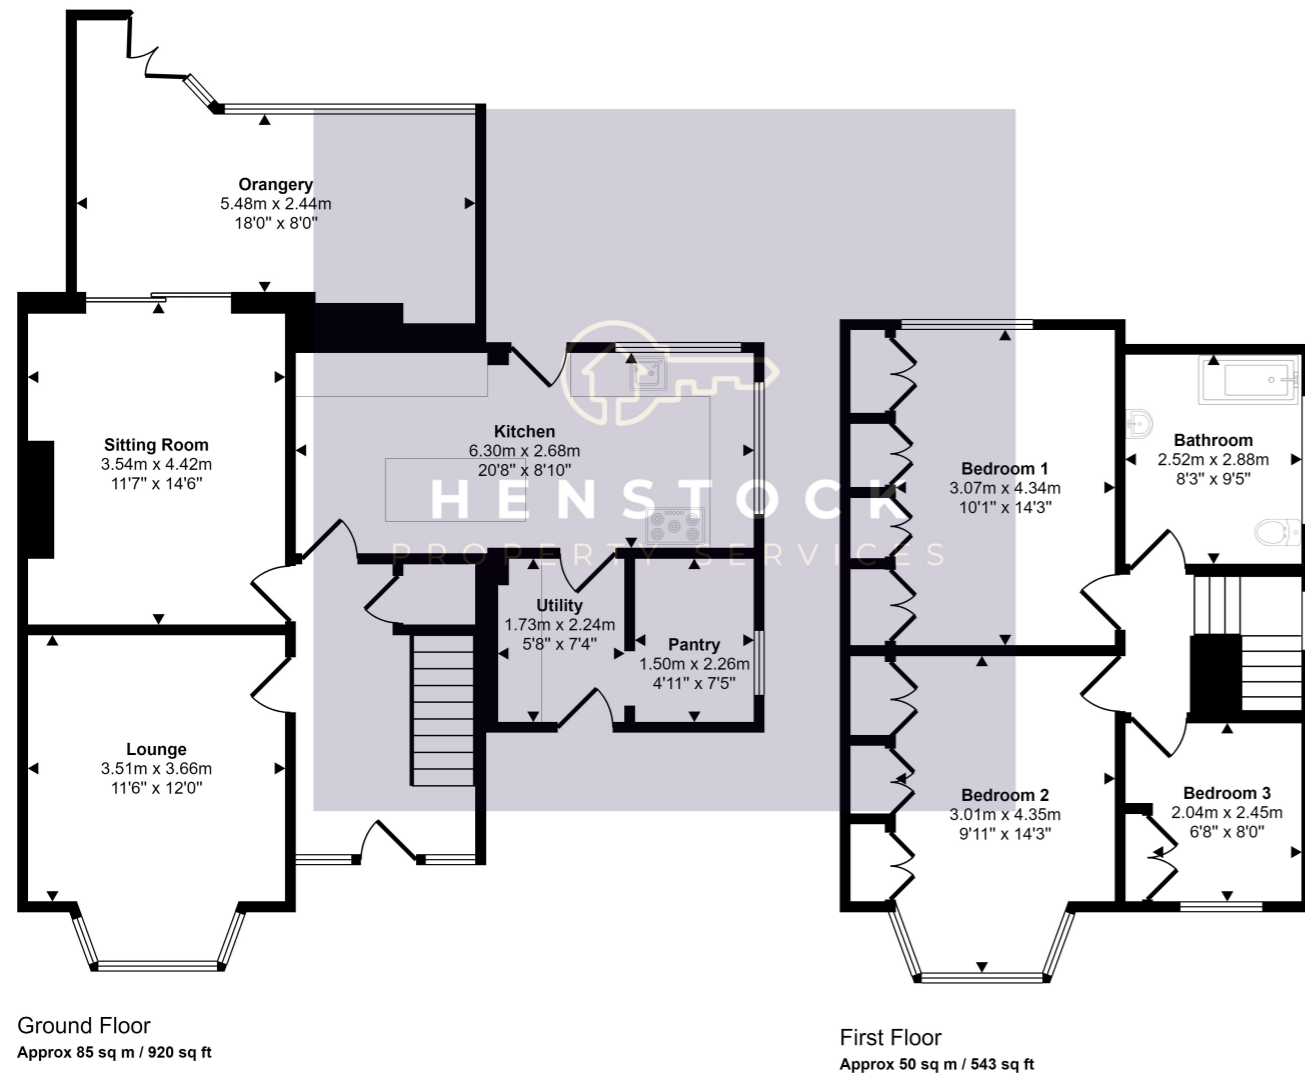 Orangery
5.48m x 2.44m
18'0" x 8'0"
Sitting Room
3.54m x 4.42m
11'7" x 14'6"
Kitchen
6.30m x 2.68m
20'8" x 8'10"
HENSTOCK
PROPERTY SERVICES
Utility
1.73m x 2.24m
5'8" x 7'4"
Pantry
1.50m x 2.26m
4'11" x 7'5"
Lounge
3.51m x 3.66m
11'6" x 12'0"
Bedroom 1
3.07m x 4.34m
10'1" x 14'3"
Bathroom
2.52m x 2.88m
8'3" x 9'5"
Bedroom 2
3.01m x 4.35m
9'11" x 14'3"
Bedroom 3
2.04m x 2.45m
6'8" x 8'0"
Ground Floor
Approx 85 sq m / 920 sq ft
First Floor
Approx 50 sq m / 543 sq ft